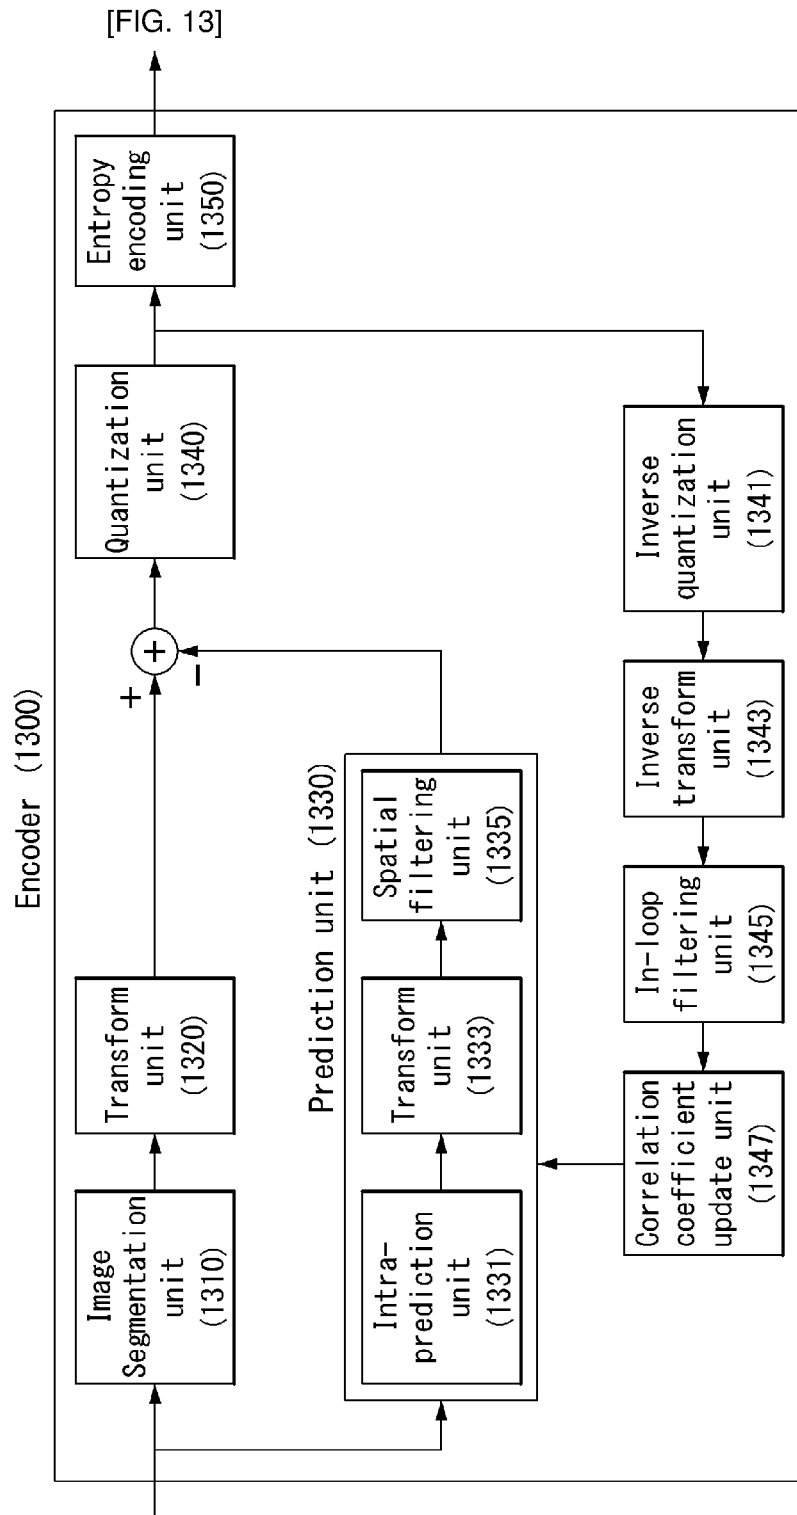 [FIG. 13]
Encoder (1300)
Image
Segmentation
unit
(1310)
Transform
unit
(1320)
+
+
−
Quantization
unit
(1340)
Entropy
encoding
unit
(1350)
Prediction unit (1330)
Intra-
prediction
unit
(1331)
Transform
unit
(1333)
Spatial
filtering
unit
(1335)
Correlation
coefficient
update unit
(1347)
In-loop
filtering
unit
(1345)
Inverse
transform
unit
(1343)
Inverse
quantization
unit
(1341)